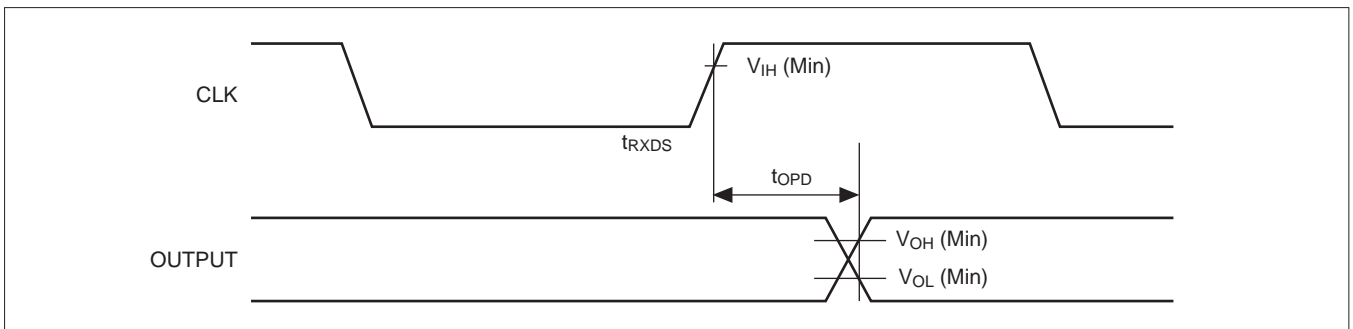 CLK
V_IH (Min)
t_RXDS
t_OPD
OUTPUT
V_OH (Min)
V_OL (Min)